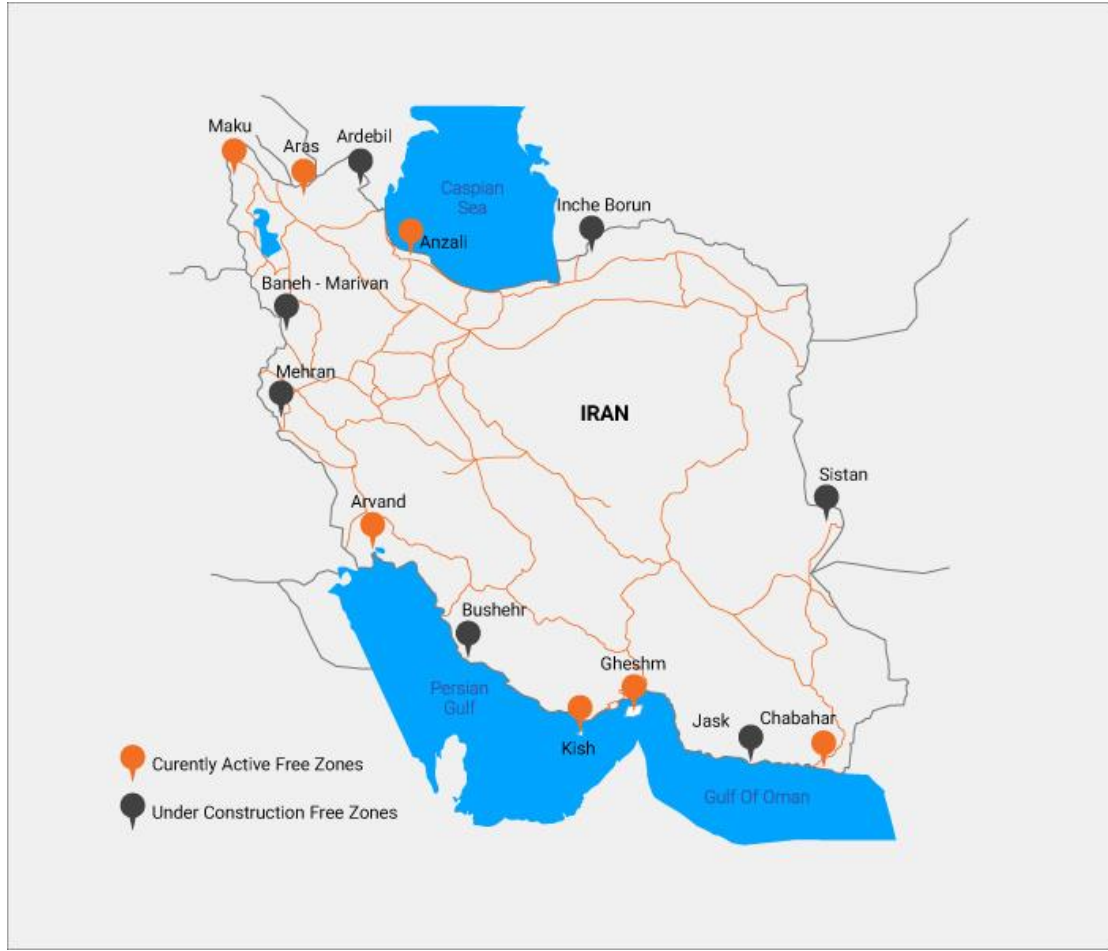 Maku
Aras
Ardebil
Caspian
Sea
Inche Borun
Anzali
Baneh - Marivan
Mehran
IRAN
Sistan
Arvand
Bushehr
Gheshm
Persian
Gulf
Kish
Jask
Chabahar
Gulf Of Oman
Curently Active Free Zones
Under Construction Free Zones